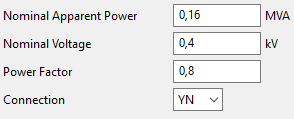 Nominal Apparent Power 0,16 MVA
Nominal Voltage 0,4 kV
Power Factor 0,8
Connection YN